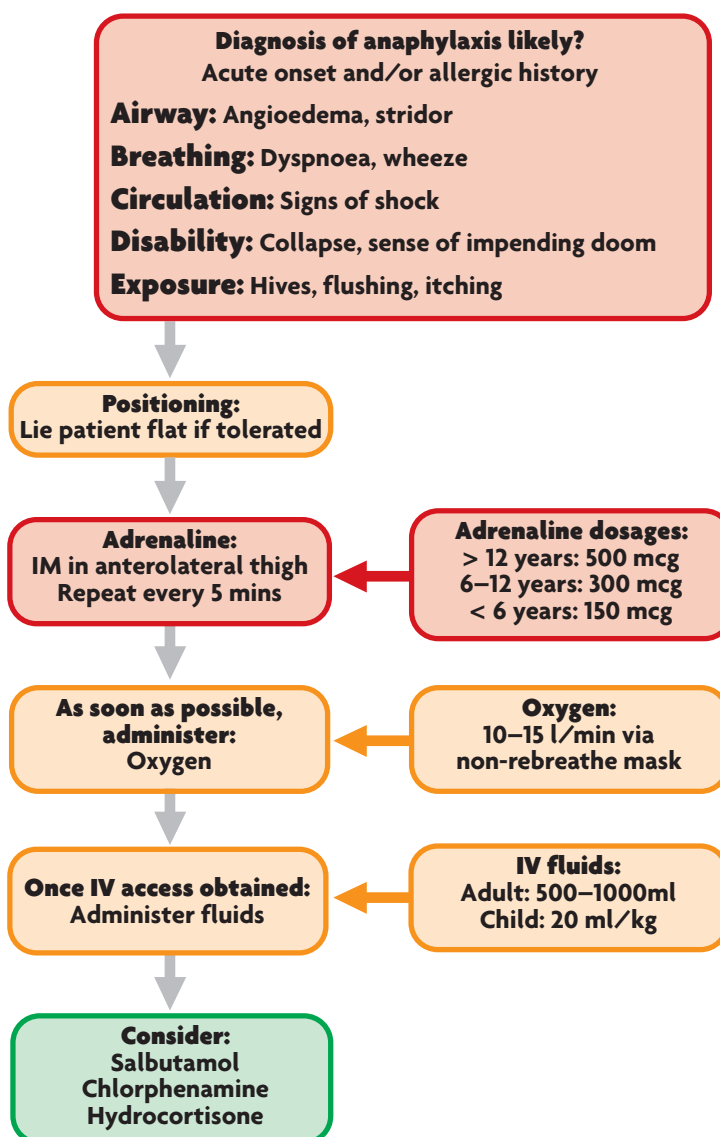 Diagnosis of anaphylaxis likely?
Acute onset and/or allergic history
Airway: Angioedema, stridor
Breathing: Dyspnoea, wheeze
Circulation: Signs of shock
Disability: Collapse, sense of impending doom
Exposure: Hives, flushing, itching
Positioning:
Lie patient flat if tolerated
Adrenaline:
IM in anterolateral thigh
Repeat every 5 mins
Adrenaline dosages:
> 12 years: 500 mcg
6–12 years: 300 mcg
< 6 years: 150 mcg
As soon as possible,
administer:
Oxygen
Oxygen:
10–15 l/min via
non-rebreathe mask
Once IV access obtained:
Administer fluids
IV fluids:
Adult: 500–1000ml
Child: 20 ml/kg
Consider:
Salbutamol
Chlorphenamine
Hydrocortisone